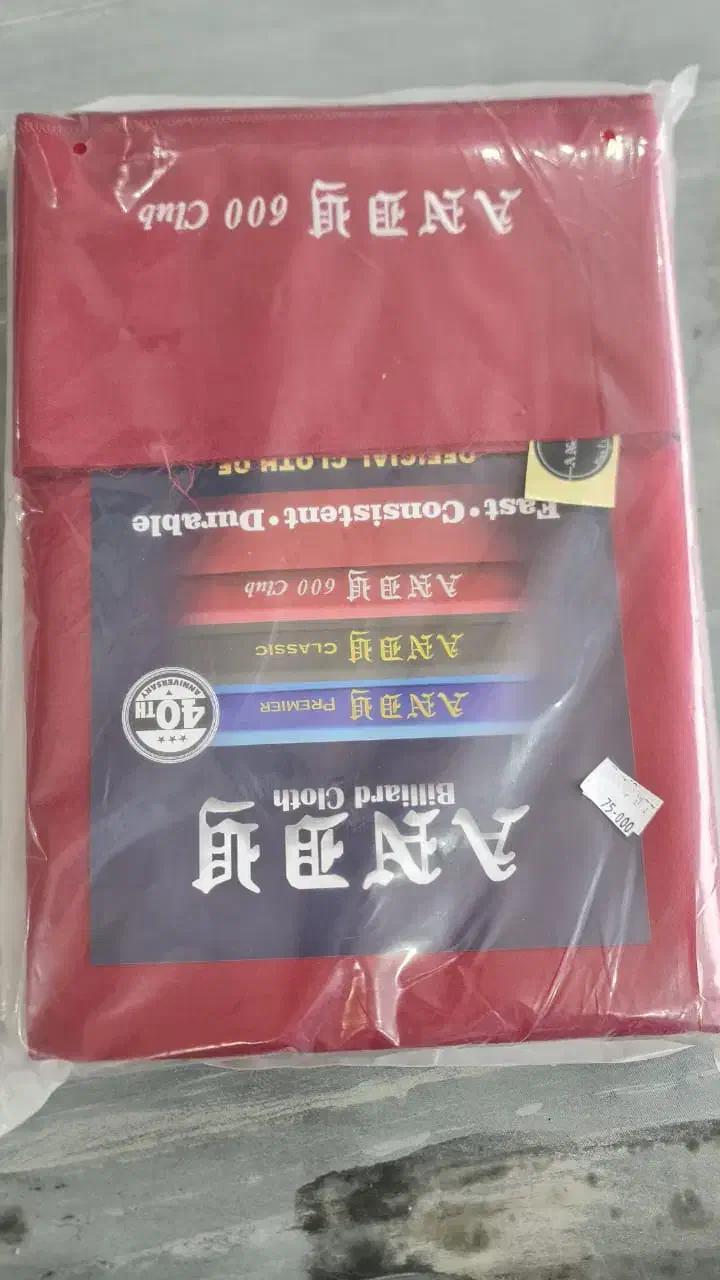 ANDY
Billiard Cloth
75-000
ANDY PREMIER
40TH
ANNIVERSARY
ANDY CLASSIC
ANDY 600 Club
Fast•Consistent•Durable
OFFICIAL CLOTH OF
ANDY 600 Club